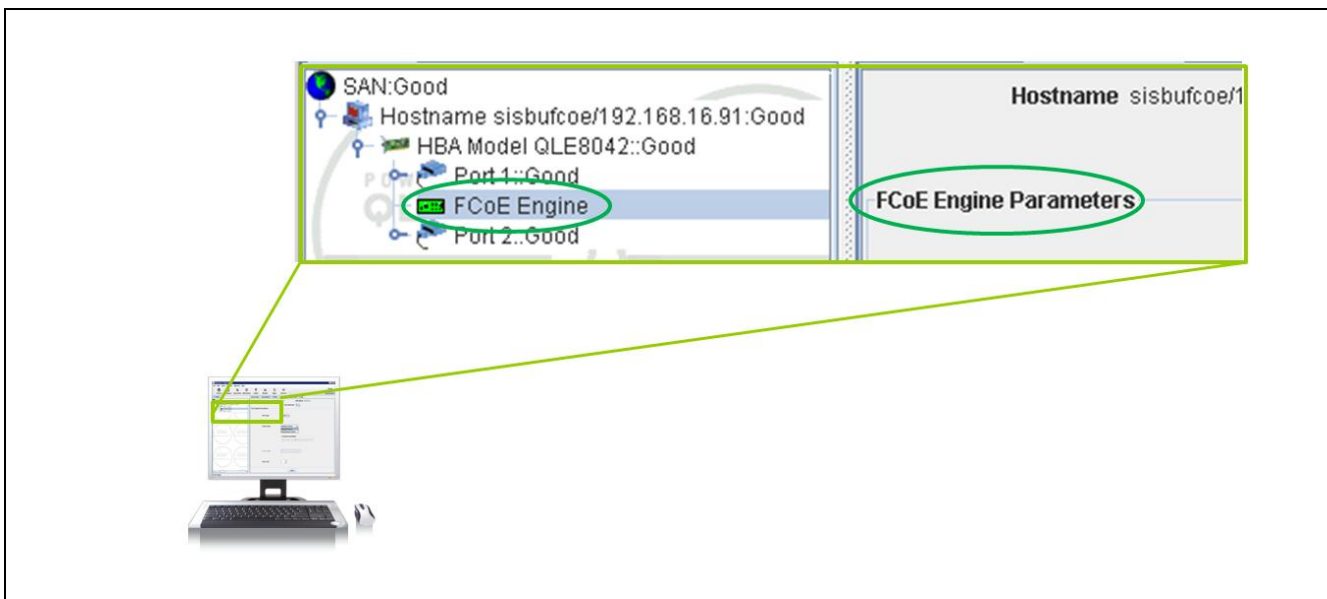 SAN:Good
Hostname sisbufcoe/192.168.16.91:Good
HBA Model QLE8042::Good
Port 1::Good
FCoE Engine
Port 2::Good
Hostname sisbufcoe/1
FCoE Engine Parameters